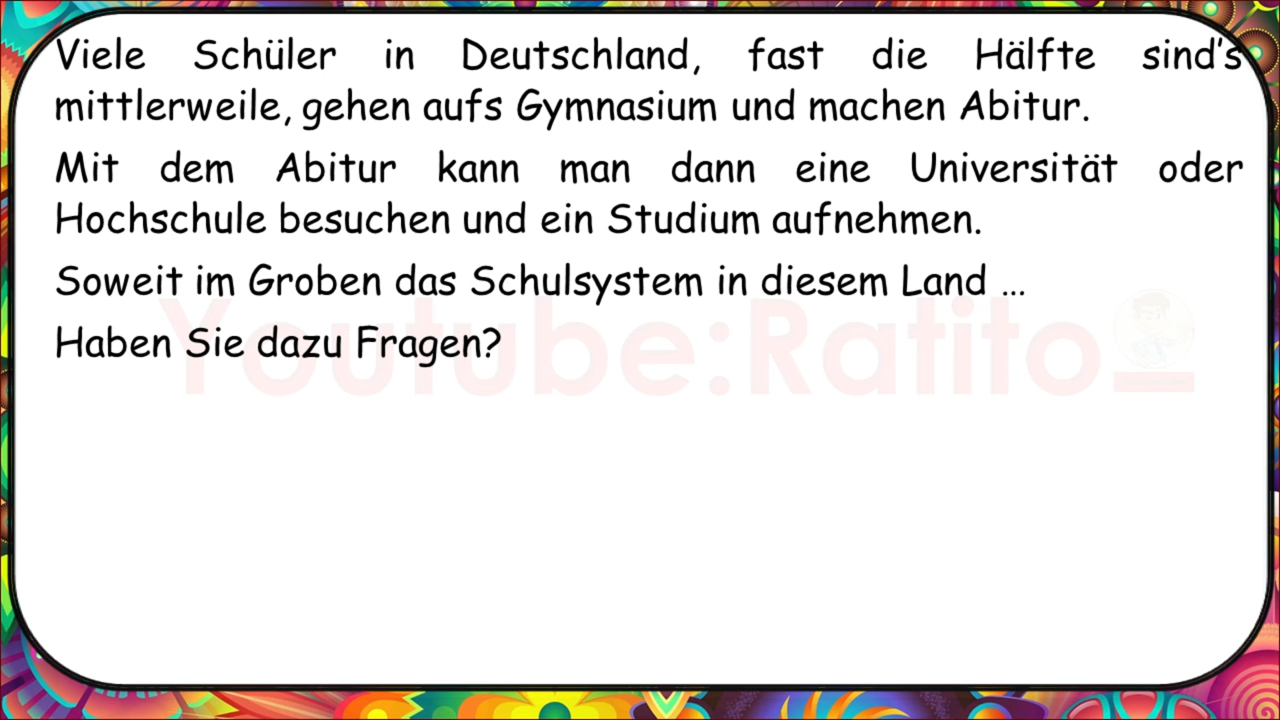 Viele Schüler in Deutschland, fast die Hälfte sind's
mittlerweile, gehen aufs Gymnasium und machen Abitur.
Mit dem Abitur kann man dann eine Universität oder
Hochschule besuchen und ein Studium aufnehmen.
Soweit im Groben das Schulsystem in diesem Land ...
Haben Sie dazu Fragen?
Youtube:Ratito